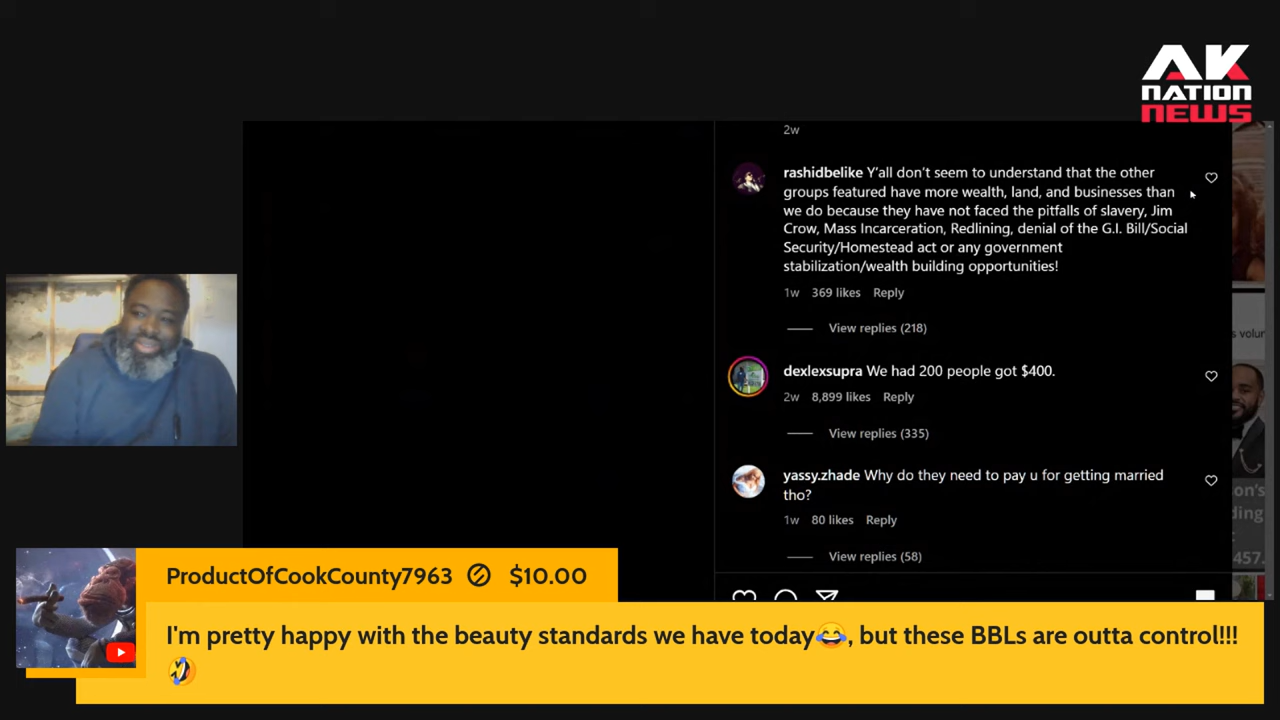 AK
NATION
NEWS
2w
rashidbelike Y'all don't seem to understand that the other
groups featured have more wealth, land, and businesses than
we do because they have not faced the pitfalls of slavery, Jim
Crow, Mass Incarceration, Redlining, denial of the G.I. Bill/Social
Security/Homestead act or any government
stabilization/wealth building opportunities!
1w 369 likes Reply
View replies (218)
dexlexsupra We had 200 people got $400.
2w 8,899 likes Reply
View replies (335)
yassy.zhade Why do they need to pay u for getting married
tho?
1w 80 likes Reply
View replies (58)
's volu
on's
ding
457.
ProductOfCookCounty7963 $10.00
I'm pretty happy with the beauty standards we have today😂, but these BBLs are outta control!!!
🤣